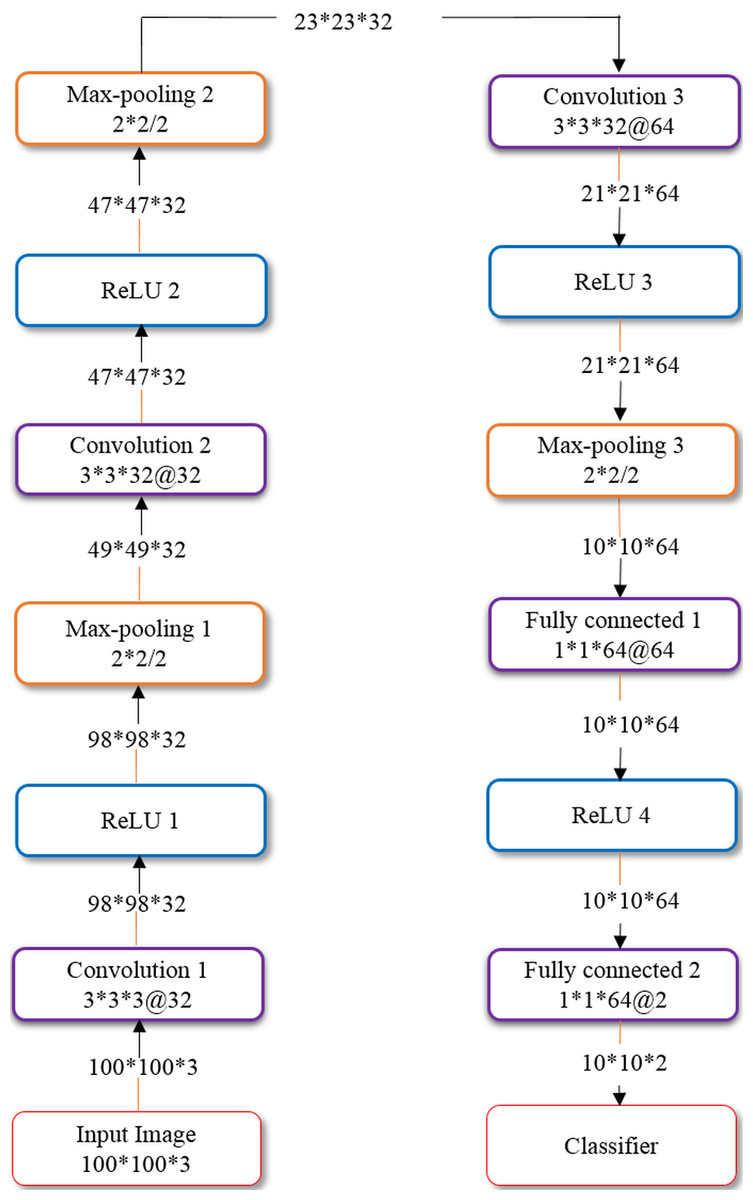 Input Image
100*100*3
100*100*3
Convolution 1
3*3*3@32
98*98*32
ReLU 1
98*98*32
Max-pooling 1
2*2/2
49*49*32
Convolution 2
3*3*32@32
47*47*32
ReLU 2
47*47*32
Max-pooling 2
2*2/2
23*23*32
Convolution 3
3*3*32@64
21*21*64
ReLU 3
21*21*64
Max-pooling 3
2*2/2
10*10*64
Fully connected 1
1*1*64@64
10*10*64
ReLU 4
10*10*64
Fully connected 2
1*1*64@2
10*10*2
Classifier